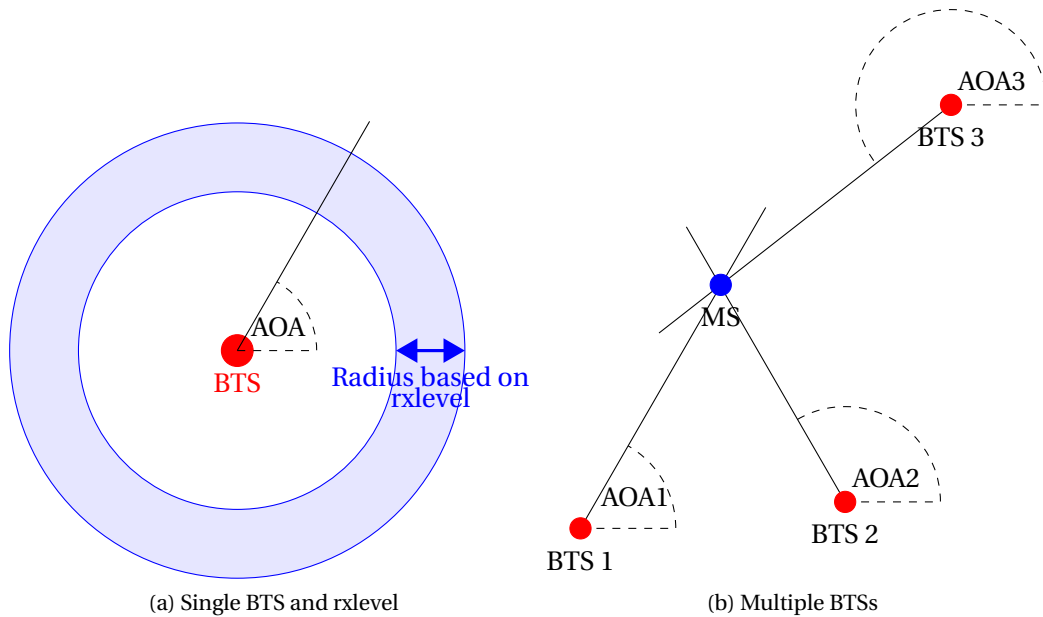 AOA
BTS
Radius based on
rxlevel
(a) Single BTS and rxlevel
AOA3
BTS 3
MS
AOA1
BTS 1
AOA2
BTS 2
(b) Multiple BTSs